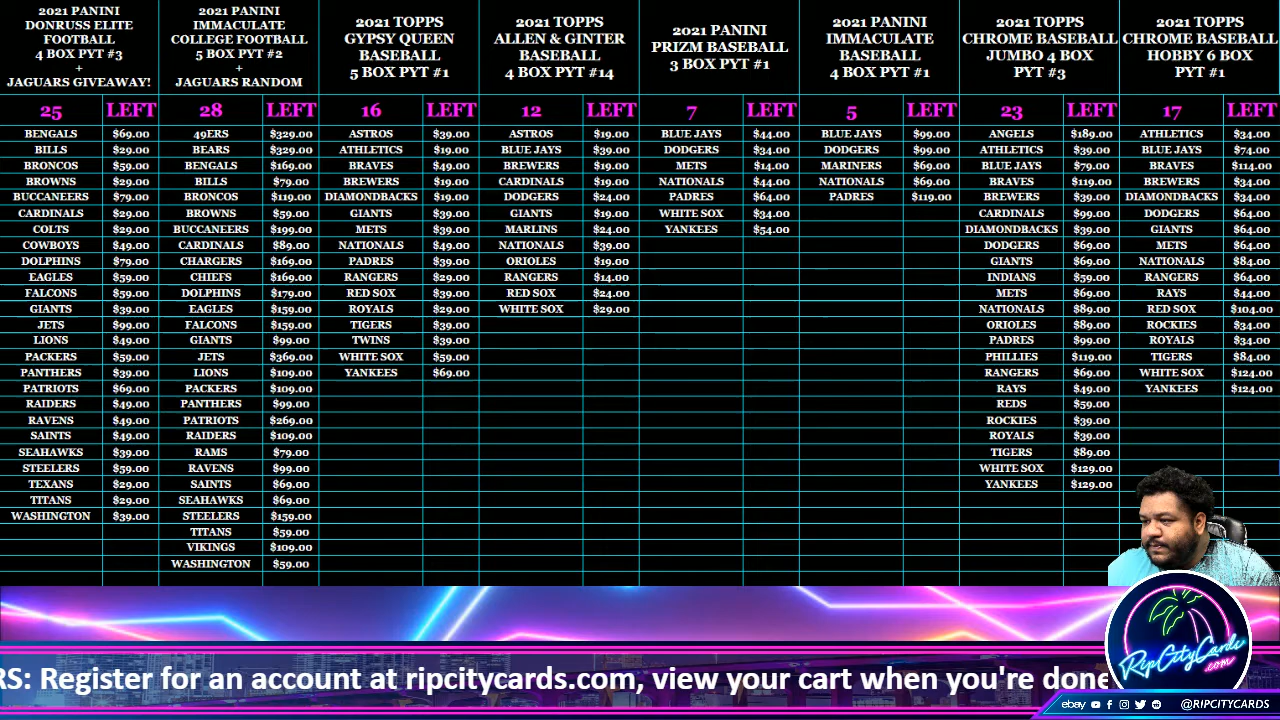 2021 PANINI
DONRUSS ELITE
FOOTBALL
4 BOX PYT #3
+
JAGUARS GIVEAWAY!
25 LEFT
BENGALS $69.00
BILLS $29.00
BRONCOS $59.00
BROWNS $29.00
BUCCANEERS $79.00
CARDINALS $29.00
COLTS $29.00
COWBOYS $49.00
DOLPHINS $79.00
EAGLES $59.00
FALCONS $59.00
GIANTS $39.00
JETS $99.00
LIONS $49.00
PACKERS $59.00
PANTHERS $39.00
PATRIOTS $69.00
RAIDERS $49.00
RAVENS $49.00
SAINTS $49.00
SEAHAWKS $39.00
STEELERS $59.00
TEXANS $29.00
TITANS $29.00
WASHINGTON $39.00
2021 PANINI
IMMACULATE
COLLEGE FOOTBALL
5 BOX PYT #2
+
JAGUARS RANDOM
28 LEFT
49ERS $329.00
BEARS $329.00
BENGALS $169.00
BILLS $79.00
BRONCOS $119.00
BROWNS $59.00
BUCCANEERS $199.00
CARDINALS $89.00
CHARGERS $169.00
CHIEFS $169.00
DOLPHINS $179.00
EAGLES $159.00
FALCONS $159.00
GIANTS $99.00
JETS $369.00
LIONS $109.00
PACKERS $109.00
PANTHERS $99.00
PATRIOTS $269.00
RAIDERS $109.00
RAMS $79.00
RAVENS $99.00
SAINTS $69.00
SEAHAWKS $69.00
STEELERS $159.00
TITANS $59.00
VIKINGS $109.00
WASHINGTON $59.00
2021 TOPPS
GYPSY QUEEN
BASEBALL
5 BOX PYT #1
16 LEFT
ASTROS $39.00
ATHLETICS $19.00
BRAVES $49.00
BREWERS $19.00
DIAMONDBACKS $19.00
GIANTS $39.00
METS $39.00
NATIONALS $49.00
PADRES $39.00
RANGERS $29.00
RED SOX $39.00
ROYALS $29.00
TIGERS $39.00
TWINS $39.00
WHITE SOX $59.00
YANKEES $69.00
2021 TOPPS
ALLEN & GINTER
BASEBALL
4 BOX PYT #14
12 LEFT
ASTROS $19.00
BLUE JAYS $39.00
BREWERS $19.00
CARDINALS $19.00
DODGERS $24.00
GIANTS $19.00
MARLINS $24.00
NATIONALS $39.00
ORIOLES $19.00
RANGERS $14.00
RED SOX $24.00
WHITE SOX $29.00
2021 PANINI
PRIZM BASEBALL
3 BOX PYT #1
7 LEFT
BLUE JAYS $44.00
DODGERS $34.00
METS $14.00
NATIONALS $44.00
PADRES $64.00
WHITE SOX $34.00
YANKEES $54.00
2021 PANINI
IMMACULATE
BASEBALL
4 BOX PYT #1
5 LEFT
BLUE JAYS $99.00
DODGERS $99.00
MARINERS $69.00
NATIONALS $69.00
PADRES $119.00
2021 TOPPS
CHROME BASEBALL
JUMBO 4 BOX
PYT #3
23 LEFT
ANGELS $189.00
ATHLETICS $39.00
BLUE JAYS $79.00
BRAVES $119.00
BREWERS $39.00
CARDINALS $99.00
DIAMONDBACKS $39.00
DODGERS $69.00
GIANTS $69.00
INDIANS $59.00
METS $69.00
NATIONALS $89.00
ORIOLES $89.00
PADRES $99.00
PHILLIES $119.00
RANGERS $69.00
RAYS $49.00
REDS $59.00
ROCKIES $39.00
ROYALS $39.00
TIGERS $89.00
WHITE SOX $129.00
YANKEES $129.00
2021 TOPPS
CHROME BASEBALL
HOBBY 6 BOX
PYT #1
17 LEFT
ATHLETICS $34.00
BLUE JAYS $74.00
BRAVES $114.00
BREWERS $34.00
DIAMONDBACKS $34.00
DODGERS $64.00
GIANTS $64.00
METS $64.00
NATIONALS $84.00
RANGERS $64.00
RAYS $44.00
RED SOX $104.00
ROCKIES $34.00
ROYALS $34.00
TIGERS $84.00
WHITE SOX $124.00
YANKEES $124.00
RS: Register for an account at ripcitycards.com, view your cart when you're done
RipCityCards
.com
ebay @RIPCITYCARDS